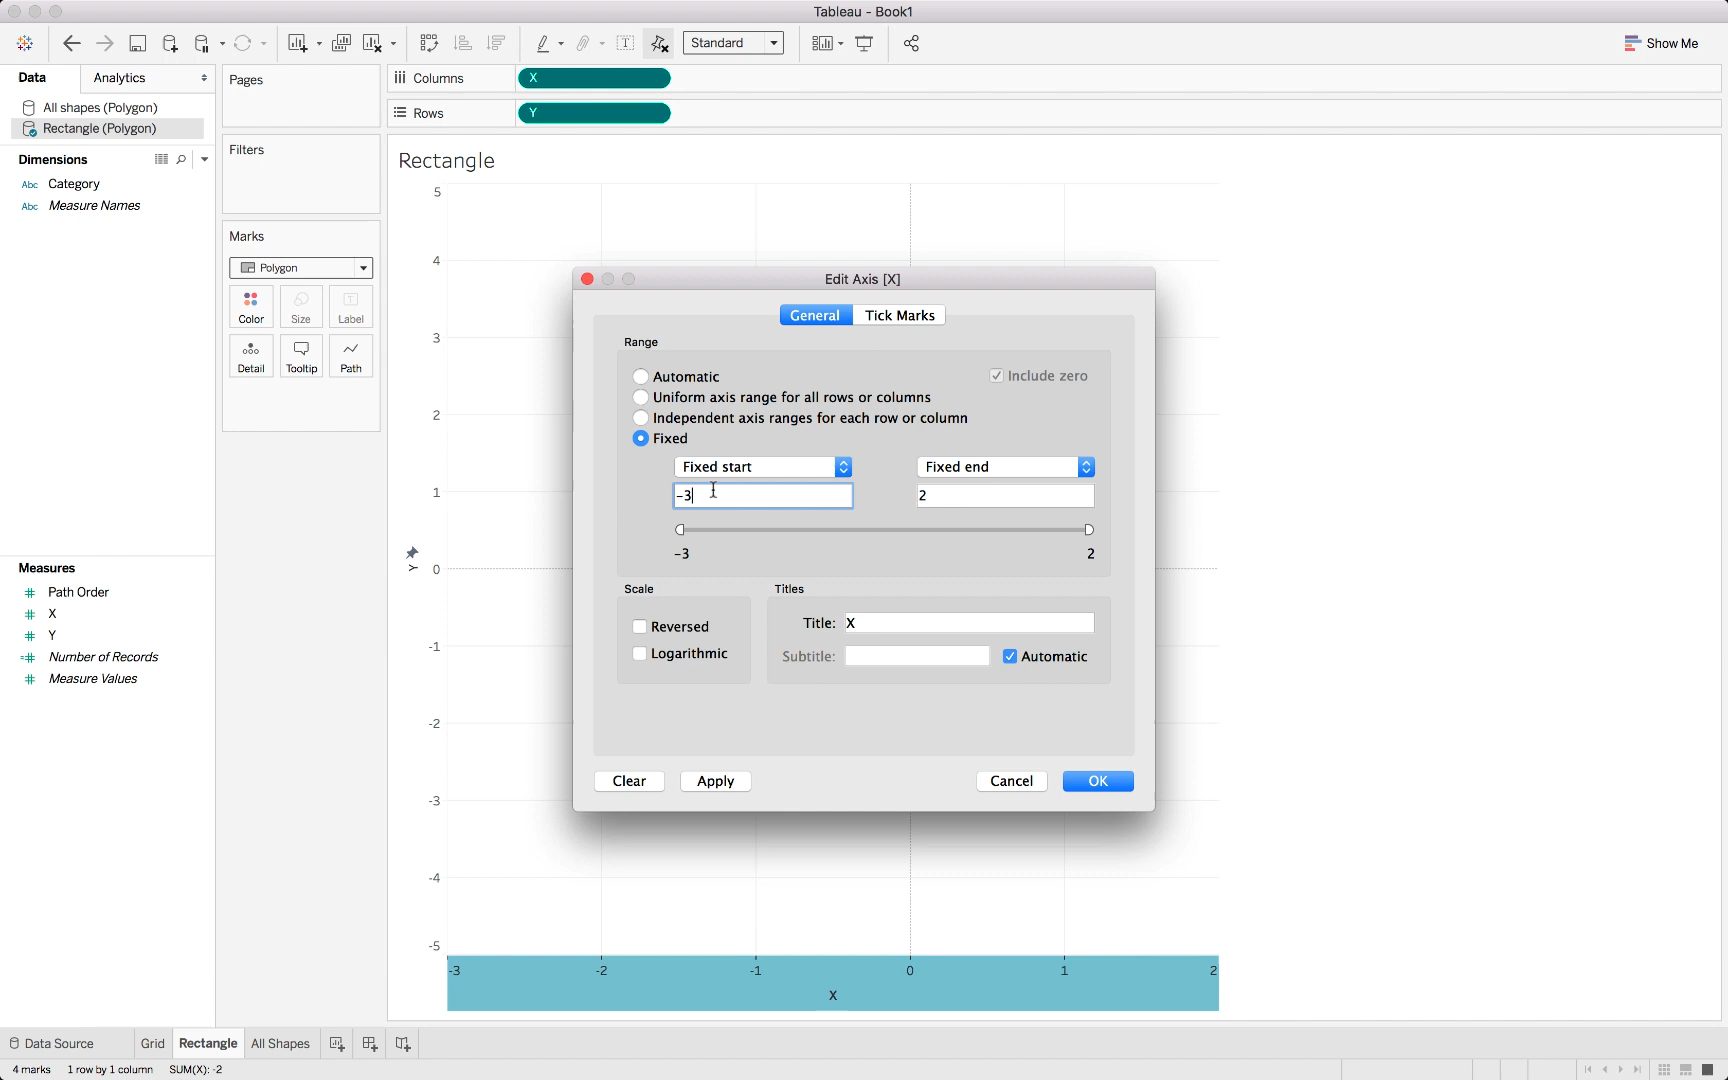 Tableau - Book1
Standard
Show Me
Data
Analytics
All shapes (Polygon)
Rectangle (Polygon)
Dimensions
Abc Category
Abc Measure Names
Measures
# Path Order
# X
# Y
=# Number of Records
# Measure Values
Pages
Filters
Marks
Polygon
Color
Size
T
Label
Detail
Tooltip
Path
Columns
X
Rows
Y
Rectangle
5
4
3
2
1
0
-1
-2
-3
-4
-5
Y
-3
-2
-1
0
1
2
X
Edit Axis [X]
General
Tick Marks
Range
Automatic
Include zero
Uniform axis range for all rows or columns
Independent axis ranges for each row or column
Fixed
Fixed start
Fixed end
-3
2
-3
2
Scale
Reversed
Logarithmic
Titles
Title: X
Subtitle:
Automatic
Clear
Apply
Cancel
OK
Data Source
Grid
Rectangle
All Shapes
4 marks
1 row by 1 column
SUM(X): -2